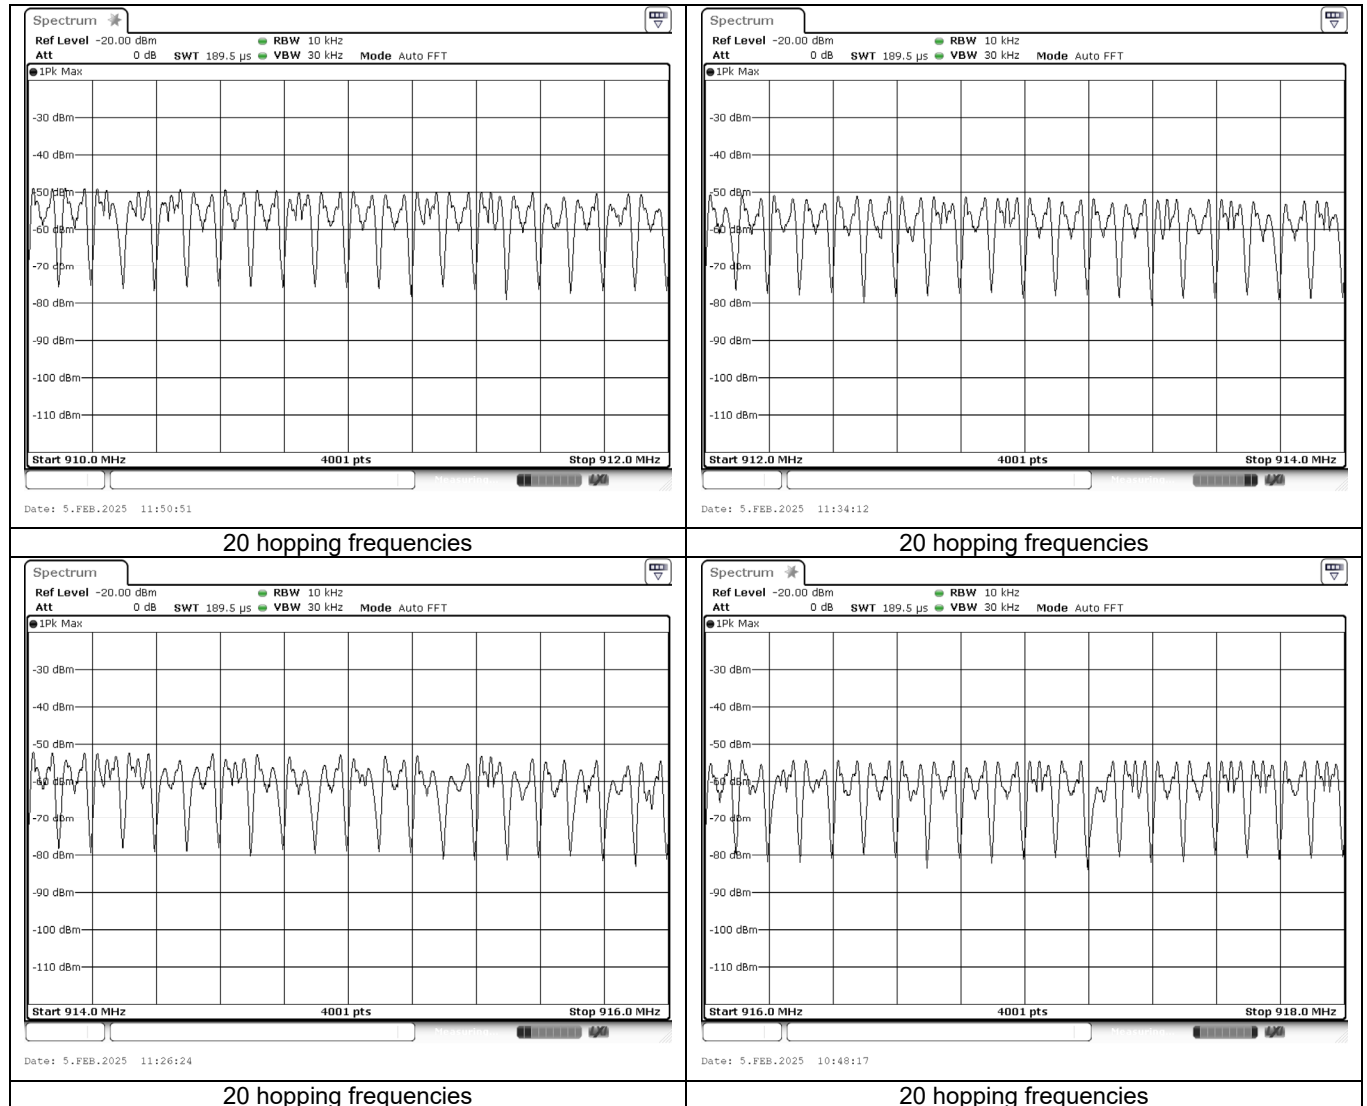 Spectrum
Ref Level -20.00 dBm RBW 10 kHz
Att 0 dB SWT 189.5 µs VBW 30 kHz Mode Auto FFT
1Pk Max
-30 dBm
-40 dBm
-50 dBm
-60 dBm
-70 dBm
-80 dBm
-90 dBm
-100 dBm
-110 dBm
Start 910.0 MHz 4001 pts Stop 912.0 MHz
Measuring...
Date: 5.FEB.2025 11:50:51
20 hopping frequencies
Spectrum
Ref Level -20.00 dBm RBW 10 kHz
Att 0 dB SWT 189.5 µs VBW 30 kHz Mode Auto FFT
1Pk Max
-30 dBm
-40 dBm
-50 dBm
-60 dBm
-70 dBm
-80 dBm
-90 dBm
-100 dBm
-110 dBm
Start 912.0 MHz 4001 pts Stop 914.0 MHz
Measuring...
Date: 5.FEB.2025 11:34:12
20 hopping frequencies
Spectrum
Ref Level -20.00 dBm RBW 10 kHz
Att 0 dB SWT 189.5 µs VBW 30 kHz Mode Auto FFT
1Pk Max
-30 dBm
-40 dBm
-50 dBm
-60 dBm
-70 dBm
-80 dBm
-90 dBm
-100 dBm
-110 dBm
Start 914.0 MHz 4001 pts Stop 916.0 MHz
Measuring...
Date: 5.FEB.2025 11:26:24
20 hopping frequencies
Spectrum
Ref Level -20.00 dBm RBW 10 kHz
Att 0 dB SWT 189.5 µs VBW 30 kHz Mode Auto FFT
1Pk Max
-30 dBm
-40 dBm
-50 dBm
-60 dBm
-70 dBm
-80 dBm
-90 dBm
-100 dBm
-110 dBm
Start 916.0 MHz 4001 pts Stop 918.0 MHz
Measuring...
Date: 5.FEB.2025 10:48:17
20 hopping frequencies